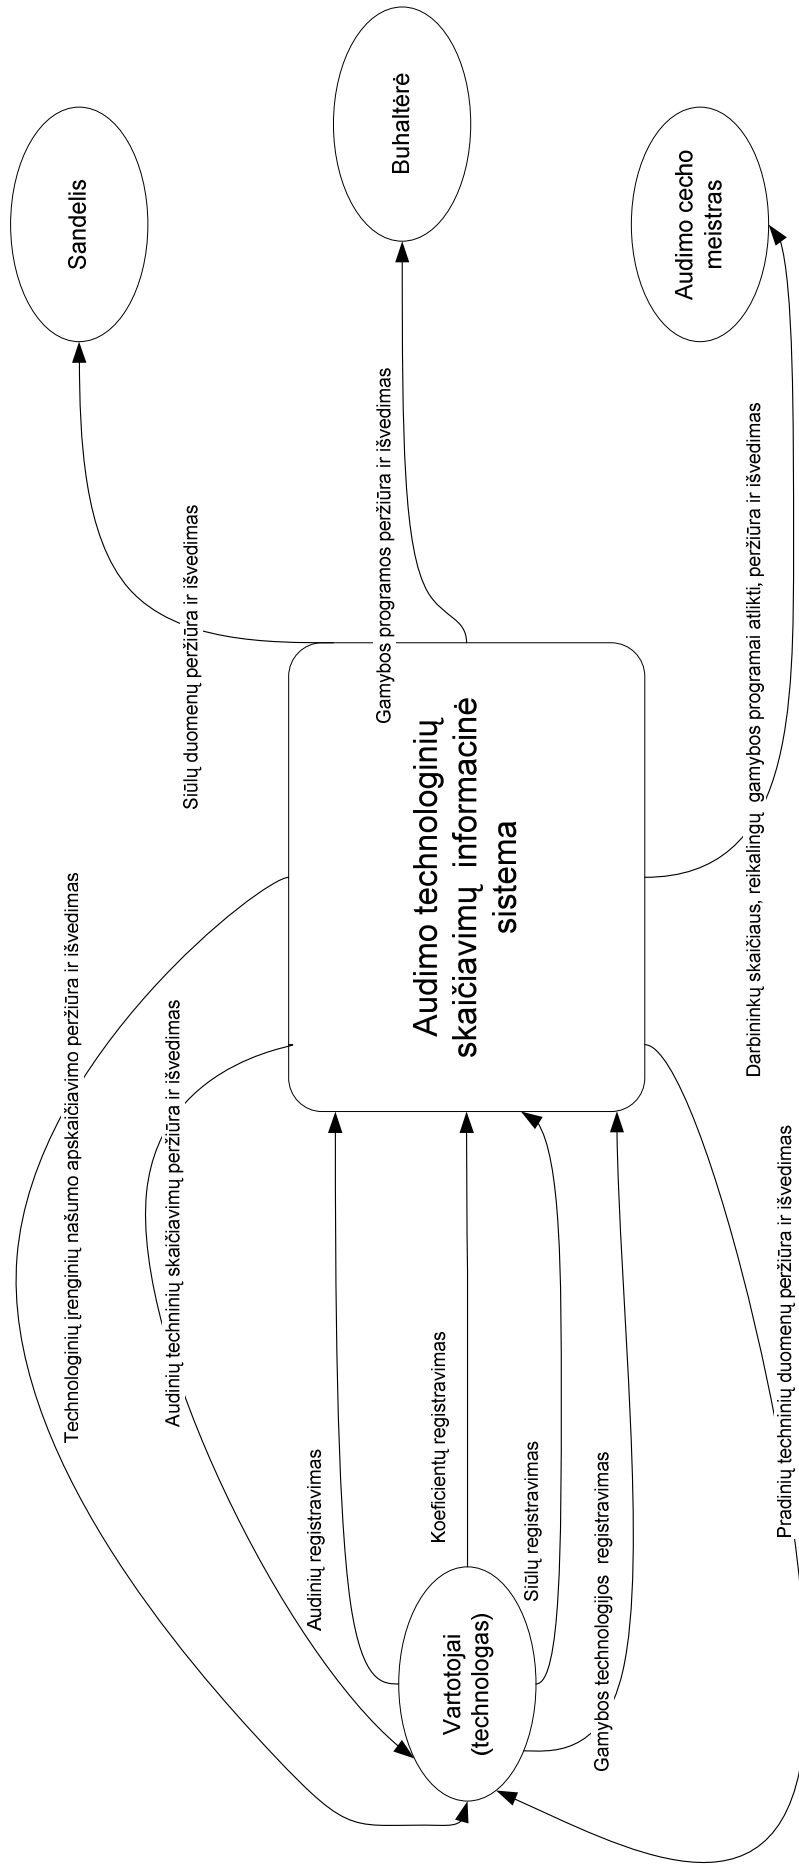 Technologinių įrenginių našumo apskaičiavimo peržiūra ir išvedimas
Audinių techninių skaičiavimų peržiūra ir išvedimas
Siūlų duomenų peržiūra ir išvedimas
Sandelis
Audinių registravimas
Gamybos programos peržiūra ir išvedimas
Buhaltėrė
Vartotojai
(technologas)
Koeficientų registravimas
Audimo technologinių
skaičiavimų informacinė
sistema
Siūlų registravimas
Gamybos technologijos registravimas
Audimo cecho
meistras
Darbininkų skaičiaus, reikalingų gamybos programai atlikti, peržiūra ir išvedimas
Pradinių techninių duomenų peržiūra ir išvedimas